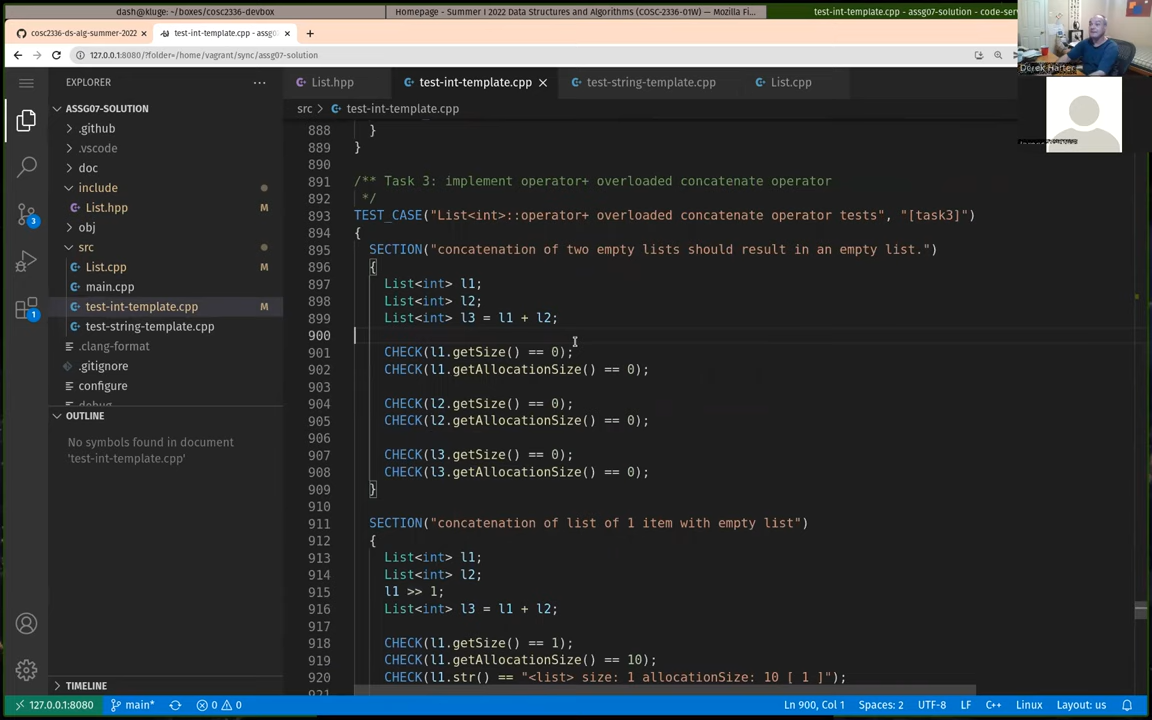 dash@kluge: ~/boxes/cosc2336-devbox
Homepage - Summer I 2022 Data Structures and Algorithms (COSC-2336-01W) — Mozilla Fi...
test-int-template.cpp - assg07-solution - code-serv
cosc2336-ds-alg-summer-2022
test-int-template.cpp - assg0
127.0.0.1:8080/?folder=/home/vagrant/sync/assg07-solution
Derek Harter
EXPLORER
List.hpp
test-int-template.cpp
test-string-template.cpp
List.cpp
ASSG07-SOLUTION
src > test-int-template.cpp
.github
.vscode
doc
include
List.hpp M
obj
src
List.cpp M
main.cpp
test-int-template.cpp M
test-string-template.cpp
.clang-format
.gitignore
configure
debug
3
1
OUTLINE
No symbols found in document
'test-int-template.cpp'
TIMELINE
888 }
889 }
890
891 /** Task 3: implement operator+ overloaded concatenate operator
892 */
893 TEST_CASE("List<int>::operator+ overloaded concatenate operator tests", "[task3]")
894 {
895 SECTION("concatenation of two empty lists should result in an empty list.")
896 {
897 List<int> l1;
898 List<int> l2;
899 List<int> l3 = l1 + l2;
900
901 CHECK(l1.getSize() == 0);
902 CHECK(l1.getAllocationSize() == 0);
903
904 CHECK(l2.getSize() == 0);
905 CHECK(l2.getAllocationSize() == 0);
906
907 CHECK(l3.getSize() == 0);
908 CHECK(l3.getAllocationSize() == 0);
909 }
910
911 SECTION("concatenation of list of 1 item with empty list")
912 {
913 List<int> l1;
914 List<int> l2;
915 l1 >> 1;
916 List<int> l3 = l1 + l2;
917
918 CHECK(l1.getSize() == 1);
919 CHECK(l1.getAllocationSize() == 10);
920 CHECK(l1.str() == "<list> size: 1 allocationSize: 10 [ 1 ]");
921
127.0.0.1:8080 main* 0 0 Ln 900, Col 1 Spaces: 2 UTF-8 LF C++ Linux Layout: us